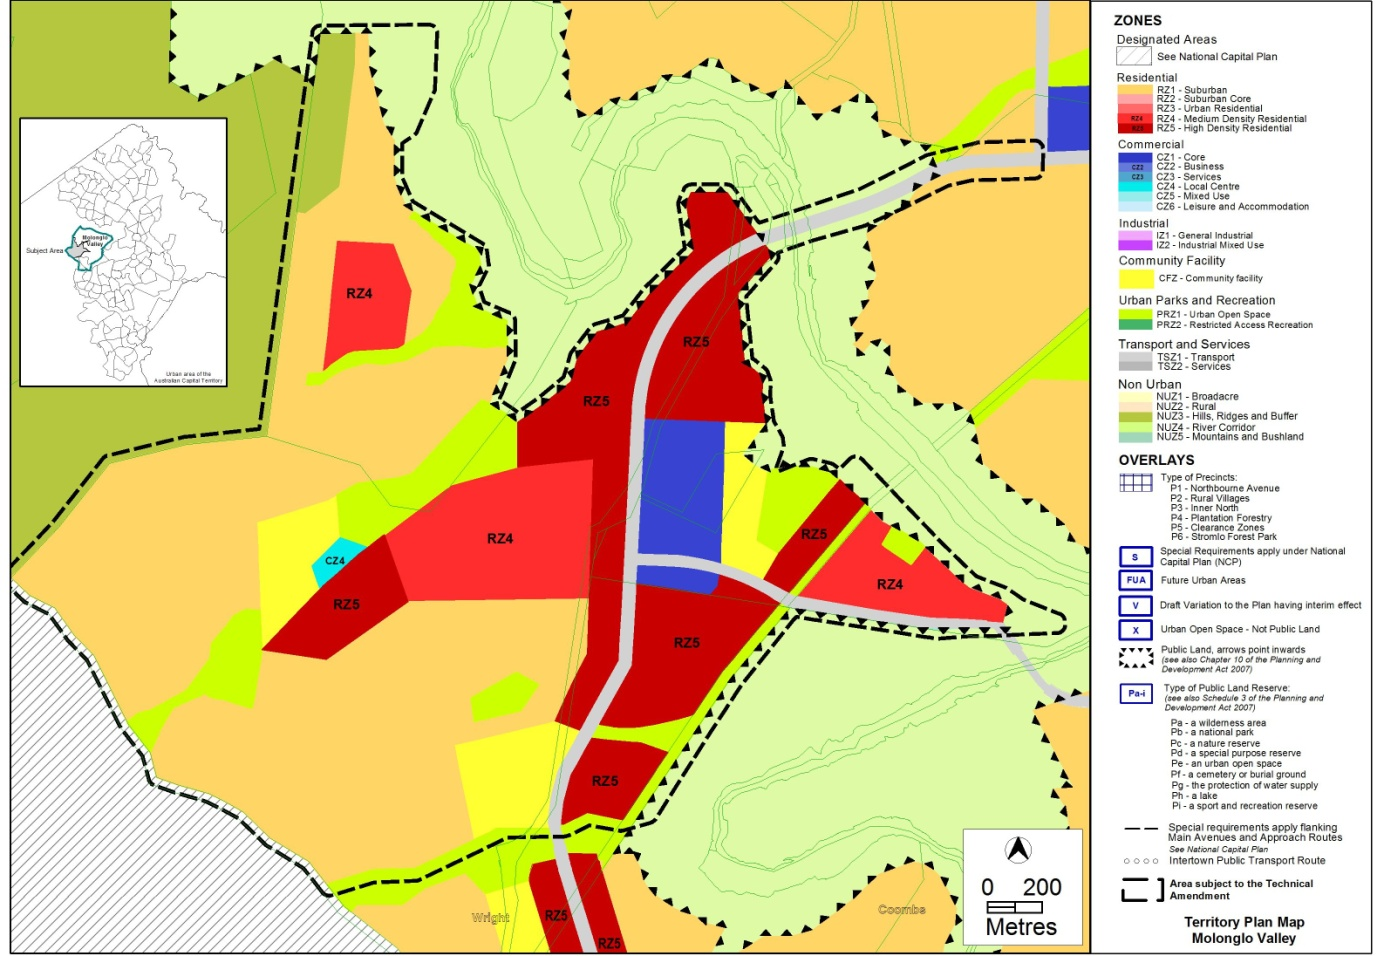 Molonglo
Valley
Subject Area
Urban area of the
Australian Capital Territory
RZ4
RZ5
RZ5
RZ4
CZ4
RZ5
RZ5
RZ4
RZ5
RZ5
RZ5
RZ5
Wright
Coombs
0 200
Metres
ZONES
Designated Areas
See National Capital Plan
Residential
RZ1 - Suburban
RZ2 - Suburban Core
RZ3 - Urban Residential
RZ4 RZ4 - Medium Density Residential
RZ5 RZ5 - High Density Residential
Commercial
CZ1 - Core
CZ2 CZ2 - Business
CZ3 CZ3 - Services
CZ4 - Local Centre
CZ5 - Mixed Use
CZ6 - Leisure and Accommodation
Industrial
IZ1 - General Industrial
IZ2 - Industrial Mixed Use
Community Facility
CFZ - Community facility
Urban Parks and Recreation
PRZ1 - Urban Open Space
PRZ2 - Restricted Access Recreation
Transport and Services
TSZ1 - Transport
TSZ2 - Services
Non Urban
NUZ1 - Broadacre
NUZ2 - Rural
NUZ3 - Hills, Ridges and Buffer
NUZ4 - River Corridor
NUZ5 - Mountains and Bushland
OVERLAYS
Type of Precincts:
P1 - Northbourne Avenue
P2 - Rural Villages
P3 - Inner North
P4 - Plantation Forestry
P5 - Clearance Zones
P6 - Stromlo Forest Park
S Special Requirements apply under National
Capital Plan (NCP)
FUA Future Urban Areas
V Draft Variation to the Plan having interim effect
X Urban Open Space - Not Public Land
Public Land, arrows point inwards
(see also Chapter 10 of the Planning and
Development Act 2007)
Pa-i Type of Public Land Reserve:
(see also Schedule 3 of the Planning and
Development Act 2007)
Pa - a wilderness area
Pb - a national park
Pc - a nature reserve
Pd - a special purpose reserve
Pe - an urban open space
Pf - a cemetery or burial ground
Pg - the protection of water supply
Ph - a lake
Pi - a sport and recreation reserve
Special requirements apply flanking
Main Avenues and Approach Routes
See National Capital Plan
Intertown Public Transport Route
Area subject to the Technical
Amendment
Territory Plan Map
Molonglo Valley